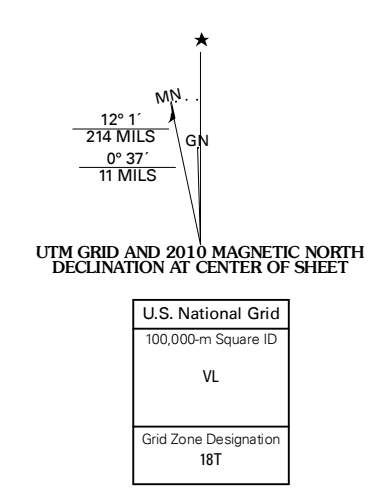 MN
12° 1´
214 MILS
GN
0° 37´
11 MILS
UTM GRID AND 2010 MAGNETIC NORTH
DECLINATION AT CENTER OF SHEET
U.S. National Grid
100,000-m Square ID
VL
Grid Zone Designation
18T